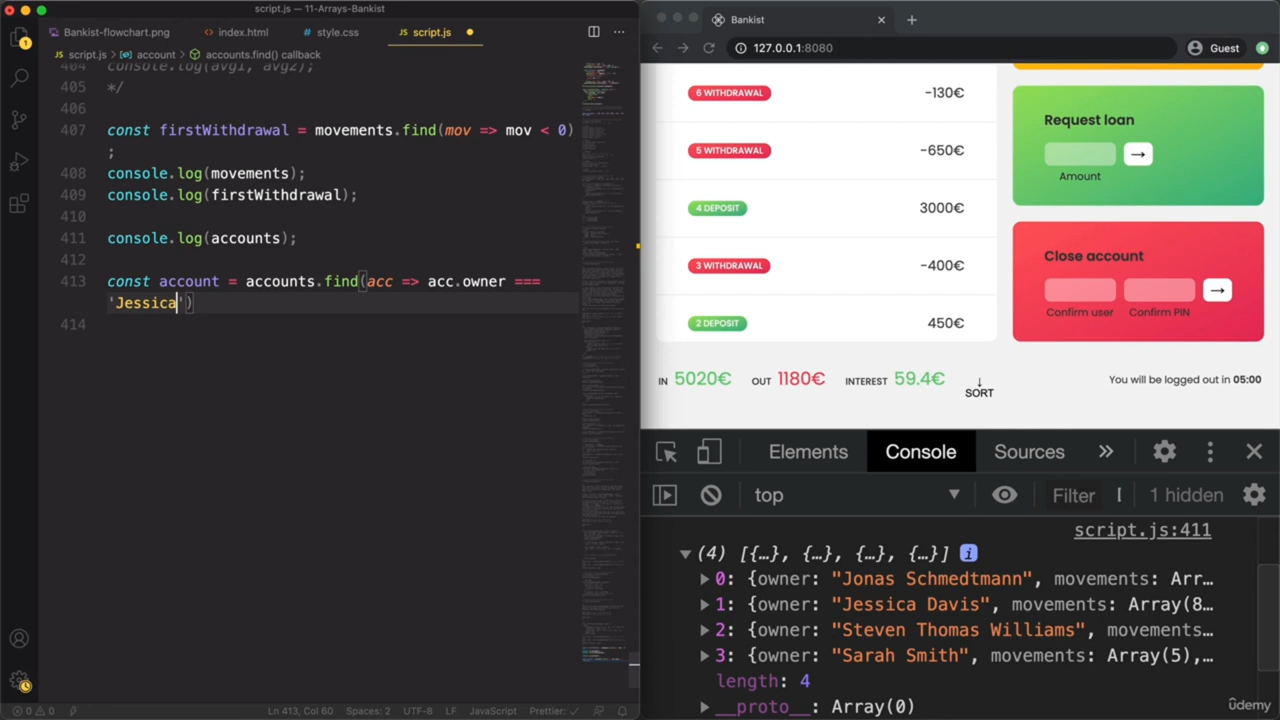 script.js — 11-Arrays-Bankist
Bankist-flowchart.png
index.html
style.css
JS script.js
JS script.js > account > accounts.find() callback
404 console.log(avg1, avg2);
405 */
406
407 const firstWithdrawal = movements.find(mov => mov < 0)
;
408 console.log(movements);
409 console.log(firstWithdrawal);
410
411 console.log(accounts);
412
413 const account = accounts.find(acc => acc.owner ===
'Jessica')
414
1
0 0
Ln 413, Col 60
Spaces: 2
UTF-8
LF
JavaScript
Prettier: ✓
Bankist
127.0.0.1:8080
Guest
6 WITHDRAWAL -130€
5 WITHDRAWAL -650€
4 DEPOSIT 3000€
3 WITHDRAWAL -400€
2 DEPOSIT 450€
IN 5020€ OUT 1180€ INTEREST 59.4€ ↓ SORT
Request loan
→
Amount
Close account
→
Confirm user Confirm PIN
You will be logged out in 05:00
Elements Console Sources »
top Filter 1 hidden
script.js:411
(4) [{…}, {…}, {…}, {…}] i
0: {owner: "Jonas Schmedtmann", movements: Arr…
1: {owner: "Jessica Davis", movements: Array(8…
2: {owner: "Steven Thomas Williams", movements…
3: {owner: "Sarah Smith", movements: Array(5),…
length: 4
__proto__: Array(0)
ûdemy